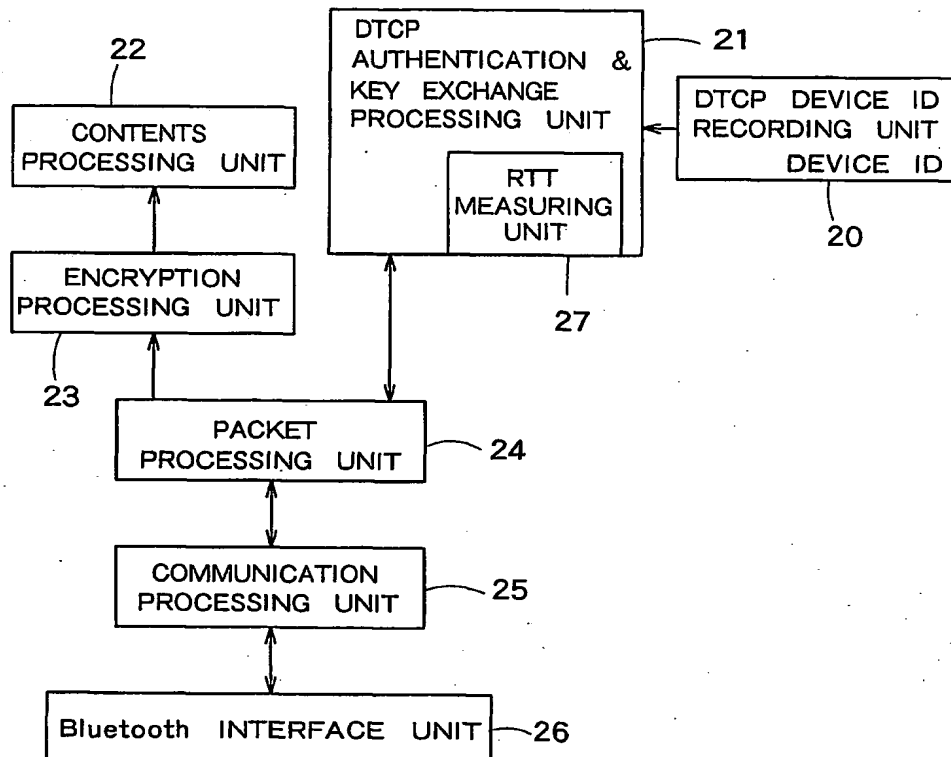 22
CONTENTS
PROCESSING UNIT
DTCP
AUTHENTICATION &
KEY EXCHANGE
PROCESSING UNIT
21
DTCP DEVICE ID
RECORDING UNIT
DEVICE ID
20
RTT
MEASURING
UNIT
27
ENCRYPTION
PROCESSING UNIT
23
PACKET
PROCESSING UNIT
24
COMMUNICATION
PROCESSING UNIT
25
Bluetooth INTERFACE UNIT
26